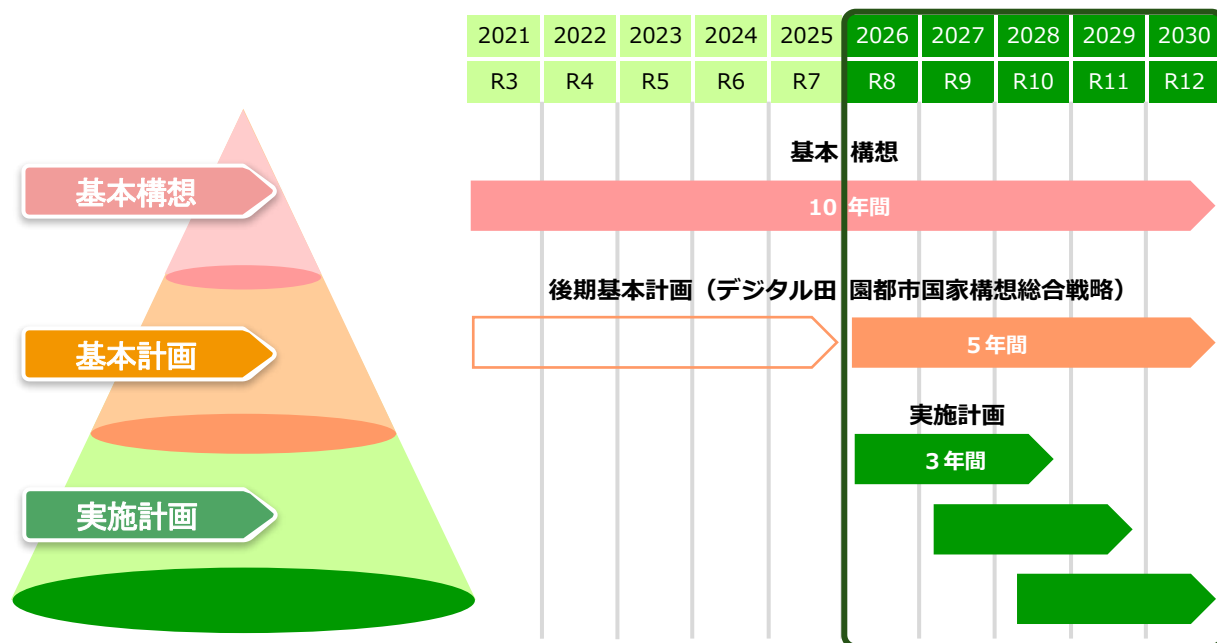 2021 2022 2023 2024 2025 2026 2027 2028 2029 2030
R3 R4 R5 R6 R7 R8 R9 R10 R11 R12
基本構想
基本構想
10年間
後期基本計画（デジタル田園都市国家構想総合戦略）
基本計画
５年間
実施計画
３年間
実施計画